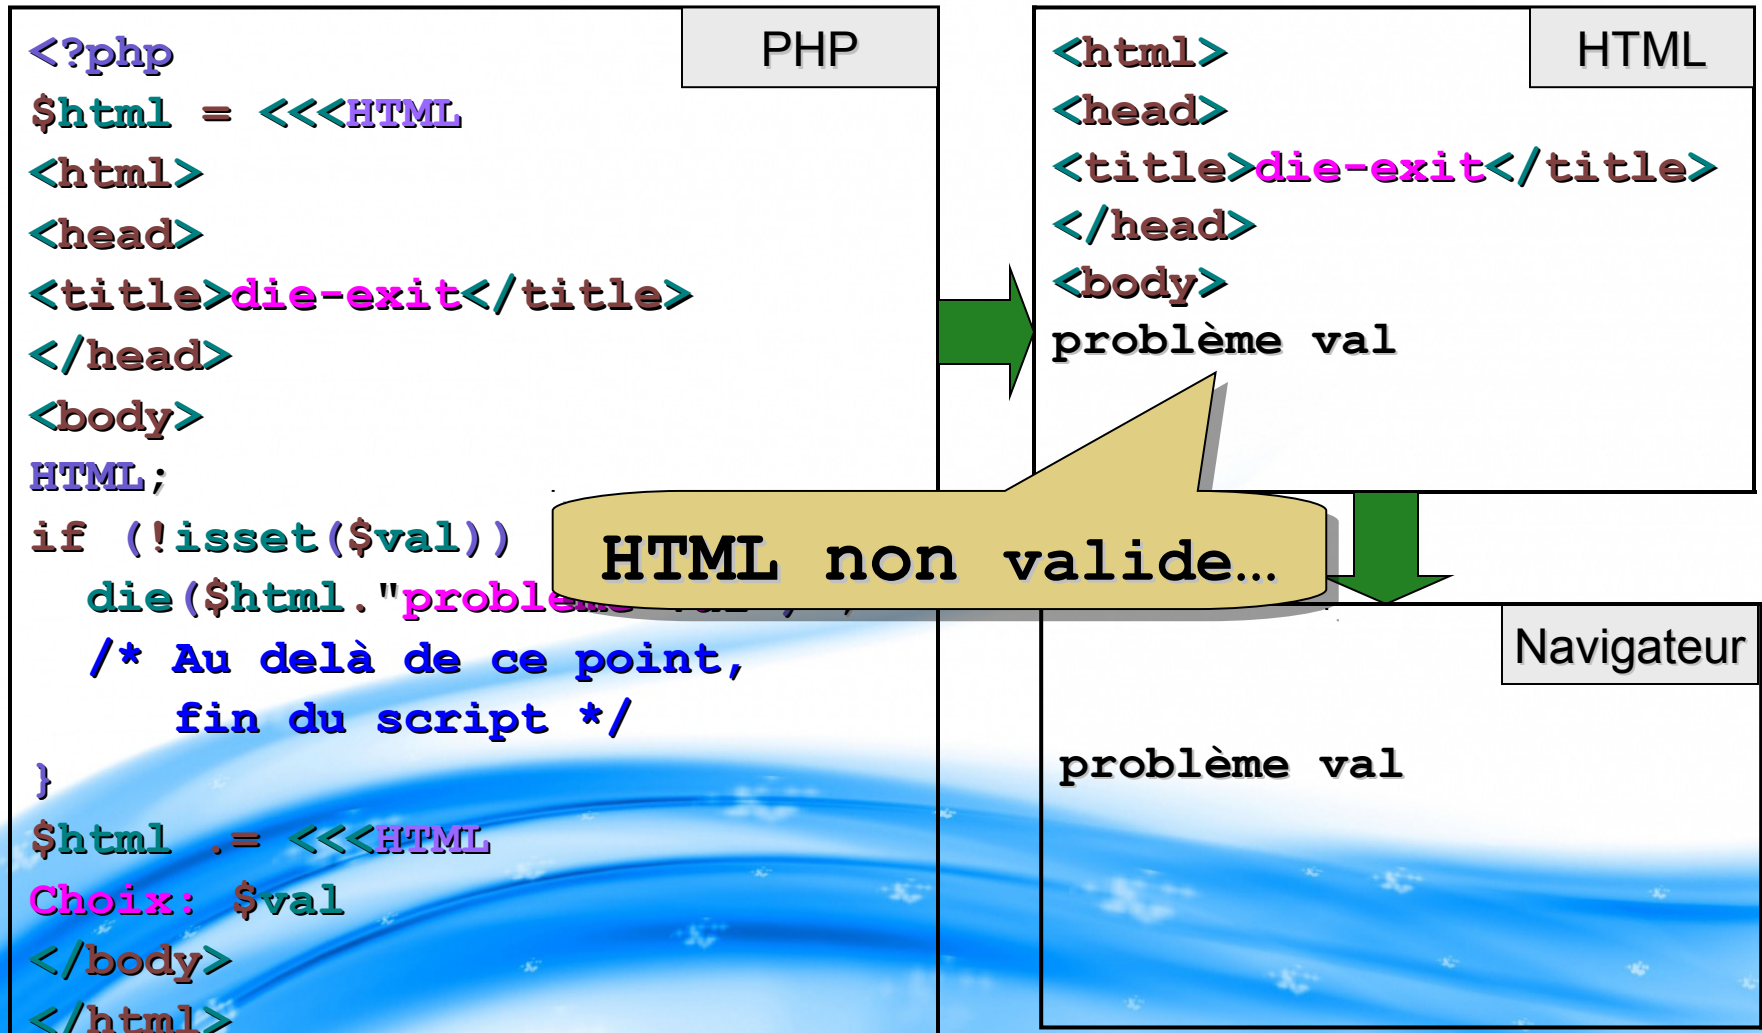 PHP
<?php
$html = <<<HTML
<html>
<head>
<title>die-exit</title>
</head>
<body>
HTML;
if (!isset($val))
die($html."problème
/* Au delà de ce point,
fin du script */
}
$html .= <<<HTML
Choix: $val
</body>
</html>
HTML
<html>
<head>
<title>die-exit</title>
</head>
<body>
problème val
HTML non valide…
Navigateur
problème val